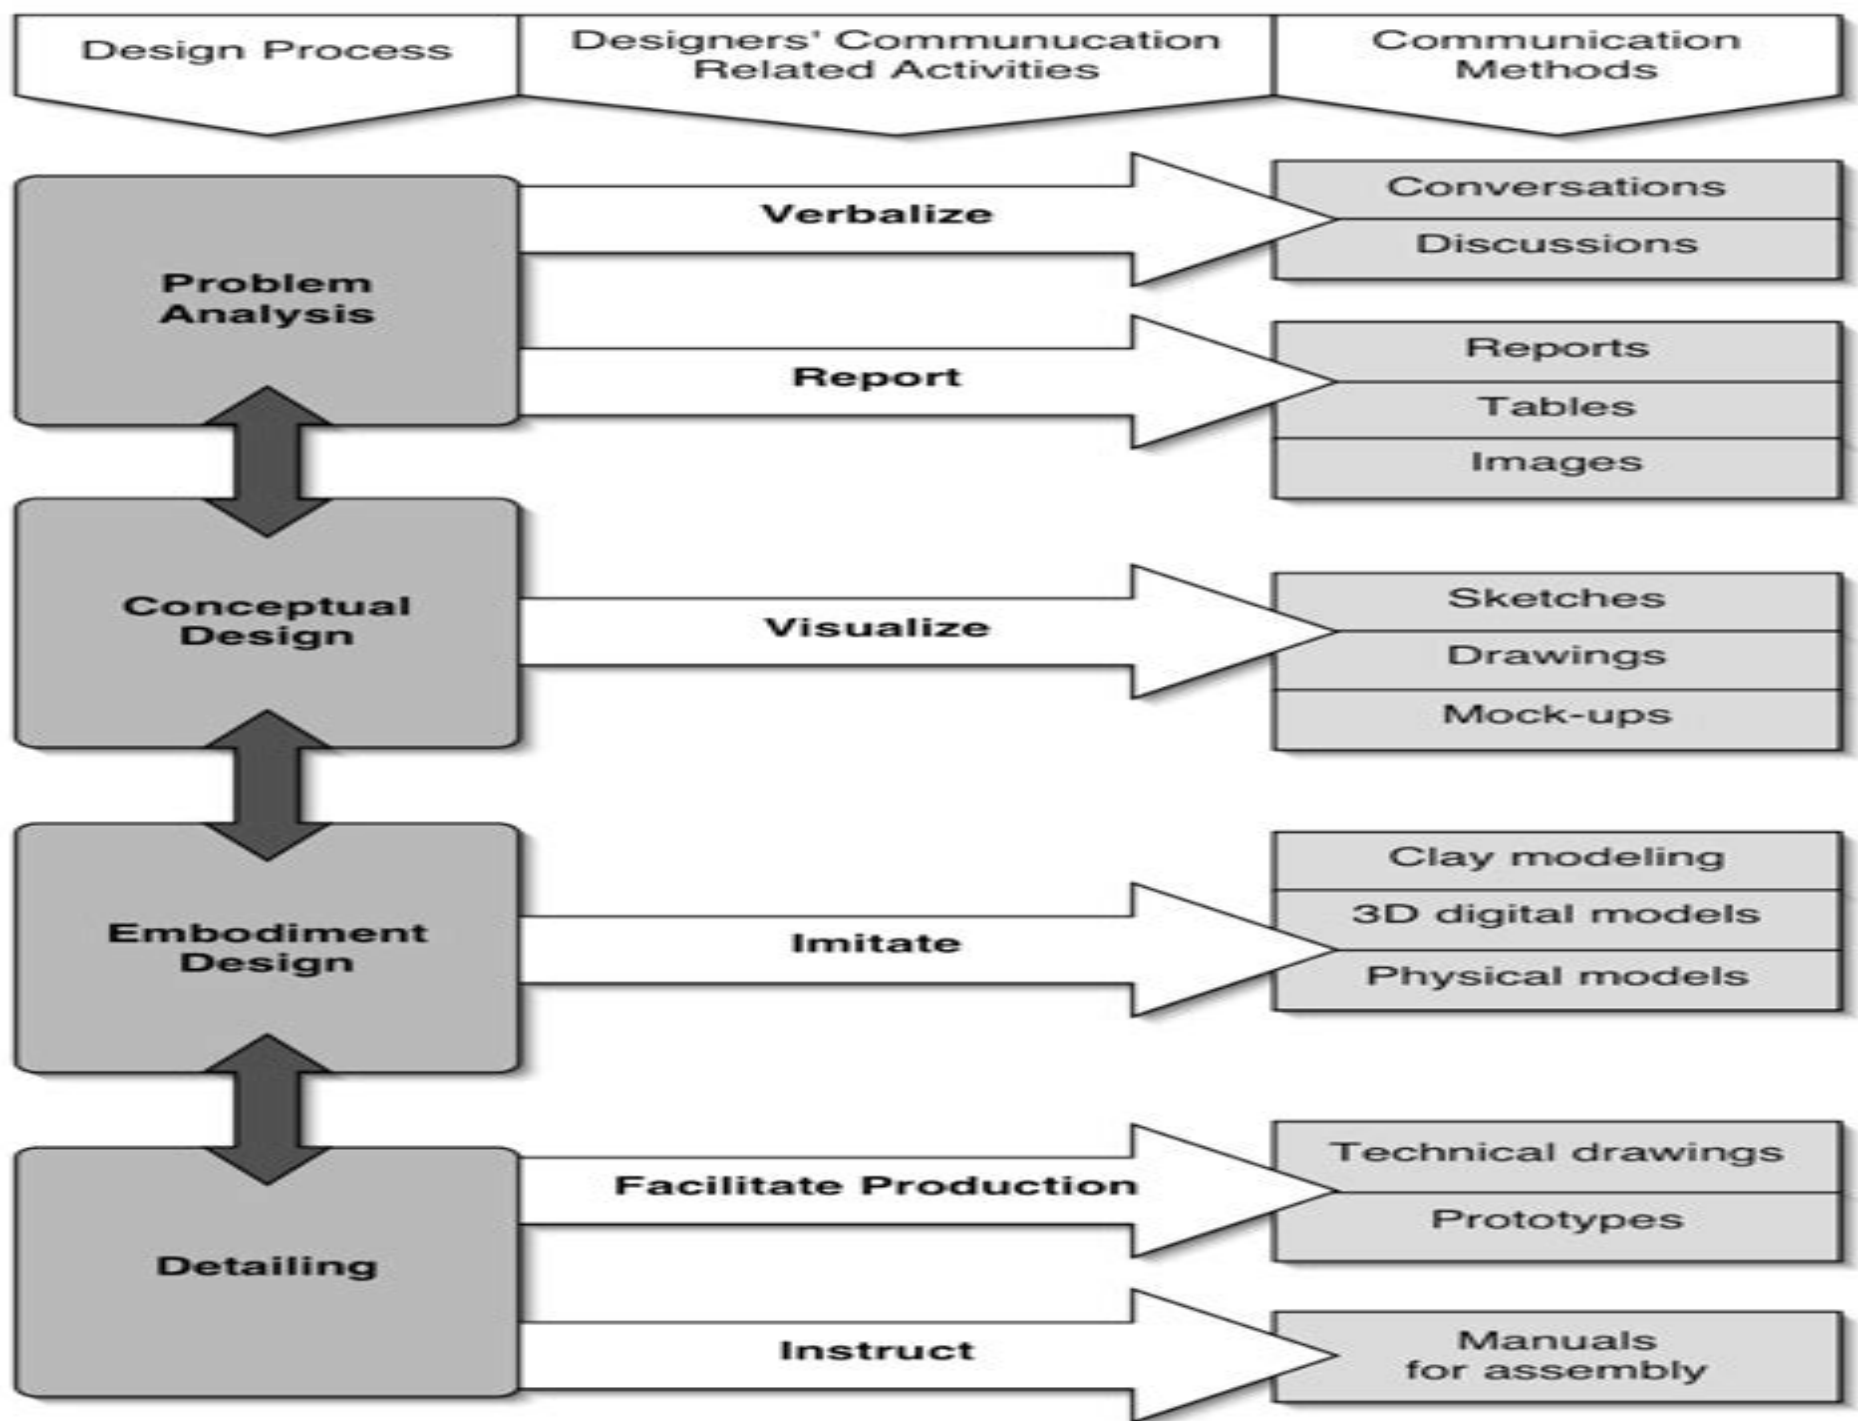 Design Process
Designers' Communucation
Related Activities
Communication
Methods
Problem
Analysis
Verbalize
Conversations
Discussions
Report
Reports
Tables
Images
Conceptual
Design
Visualize
Sketches
Drawings
Mock-ups
Embodiment
Design
Imitate
Clay modeling
3D digital models
Physical models
Detailing
Facilitate Production
Technical drawings
Prototypes
Instruct
Manuals
for assembly